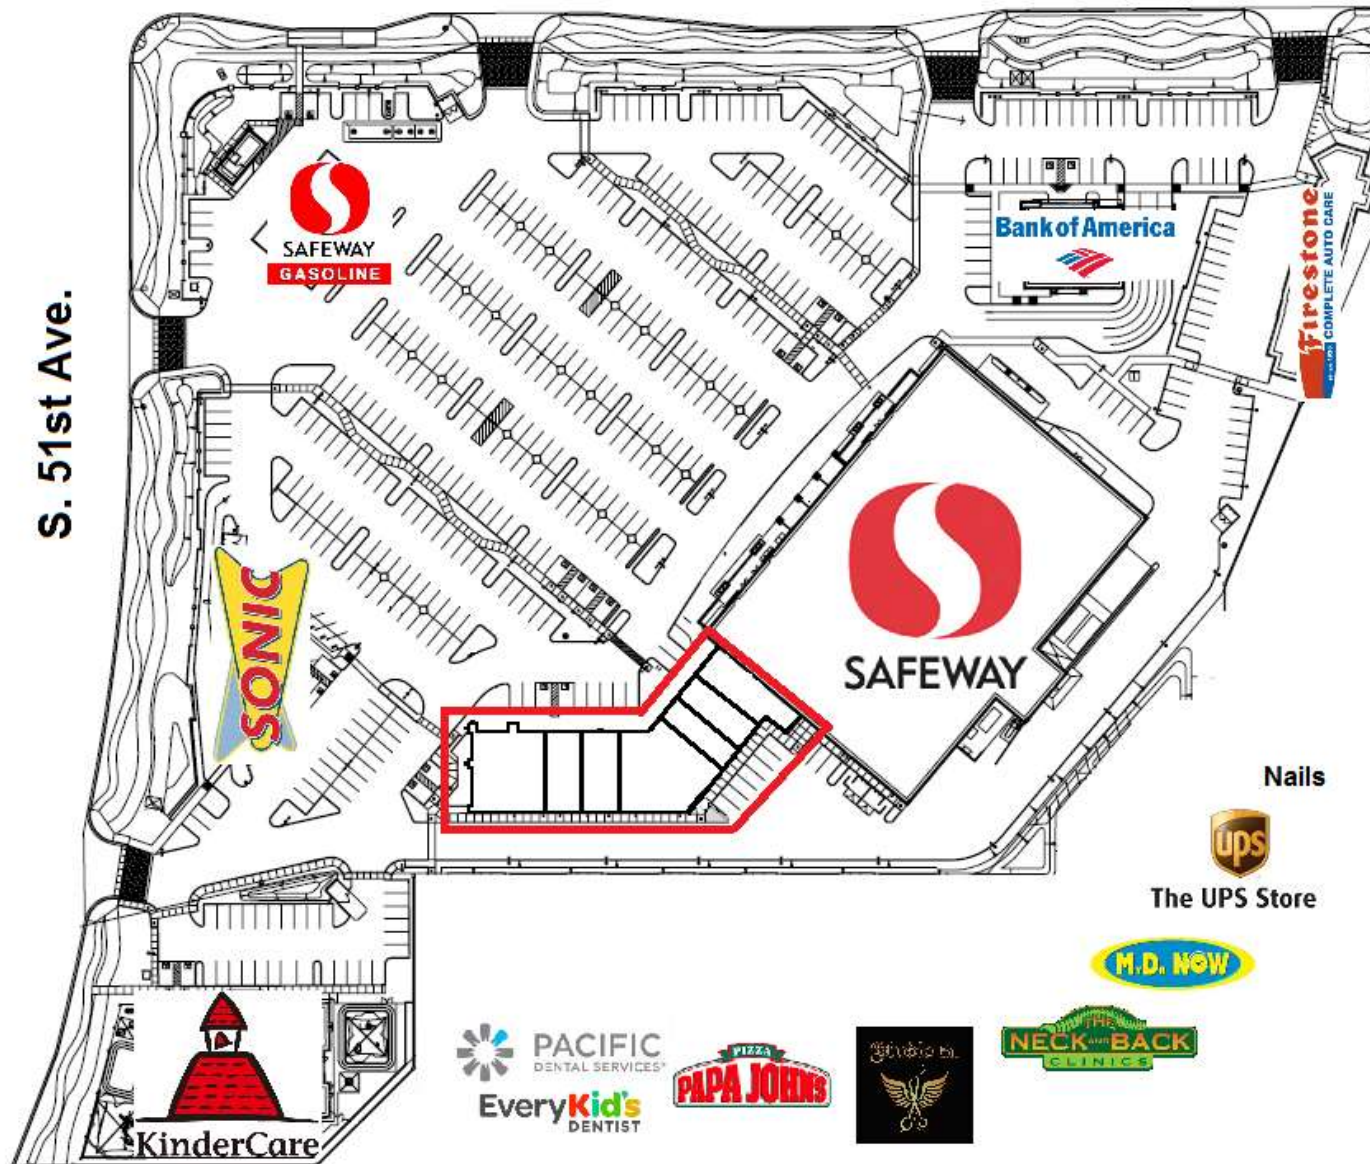 SAFEWAY
GASOLINE
Bank of America
Firestone
COMPLETE AUTO CARE
S. 51st Ave.
SONIC
SAFEWAY
Nails
ups
The UPS Store
M.D. NOW
THE
NECK AND BACK
CLINICS
PACIFIC
DENTAL SERVICES
EveryKid's
DENTIST
PIZZA
PAPA JOHNS
KinderCare